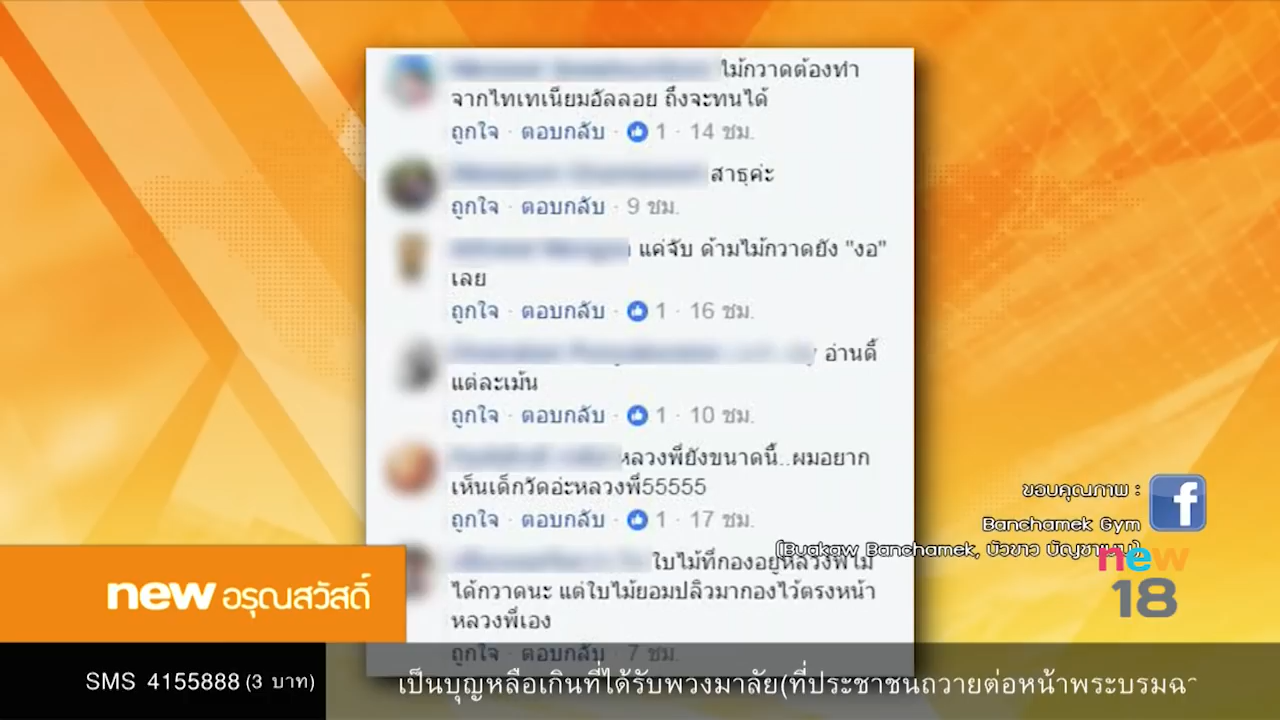 ไม้กวาดต้องทำ
จากไทเทเนียมอัลลอย ถึงจะทนได้
ถูกใจ · ตอบกลับ · 1 · 14 ชม.
สาธุค่ะ
ถูกใจ · ตอบกลับ · 9 ชม.
แค่จับ ด้ามไม้กวาดยัง "งอ"
เลย
ถูกใจ · ตอบกลับ · 1 · 16 ชม.
อ่านดิ้
แต่ละเม้น
ถูกใจ · ตอบกลับ · 1 · 10 ชม.
หลวงพี่ยังขนาดนี้..ผมอยาก
เห็นเด็กวัดอ่ะหลวงพี่55555
ถูกใจ · ตอบกลับ · 1 · 17 ชม.
ใบไม้ที่กองอยู่หลวงพี่ไม่
ได้กวาดนะ แต่ใบไม้ยอมปลิวมากองไว้ตรงหน้า
หลวงพี่เอง
ถูกใจ · ตอบกลับ · 7 ชม.
ขอบคุณภาพ :
f
Banchamek Gym
(Buakaw Banchamek, บัวขาว บัญชาเมฆ)
new
18
new อรุณสวัสดิ์
SMS 4155888 (3 บาท)
เป็นบุญหลือเกินที่ได้รับพวงมาลัย(ที่ประชาชนถวายต่อหน้าพระบรมฉา